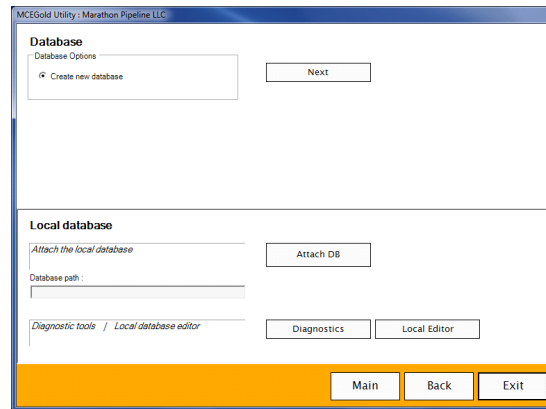 MCEGold Utility : Marathon Pipeline LLC
Database
Database Options
Create new database
Next
Local database
Attach the local database
Attach DB
Database path :
Diagnostic tools / Local database editor
Diagnostics
Local Editor
Main
Back
Exit